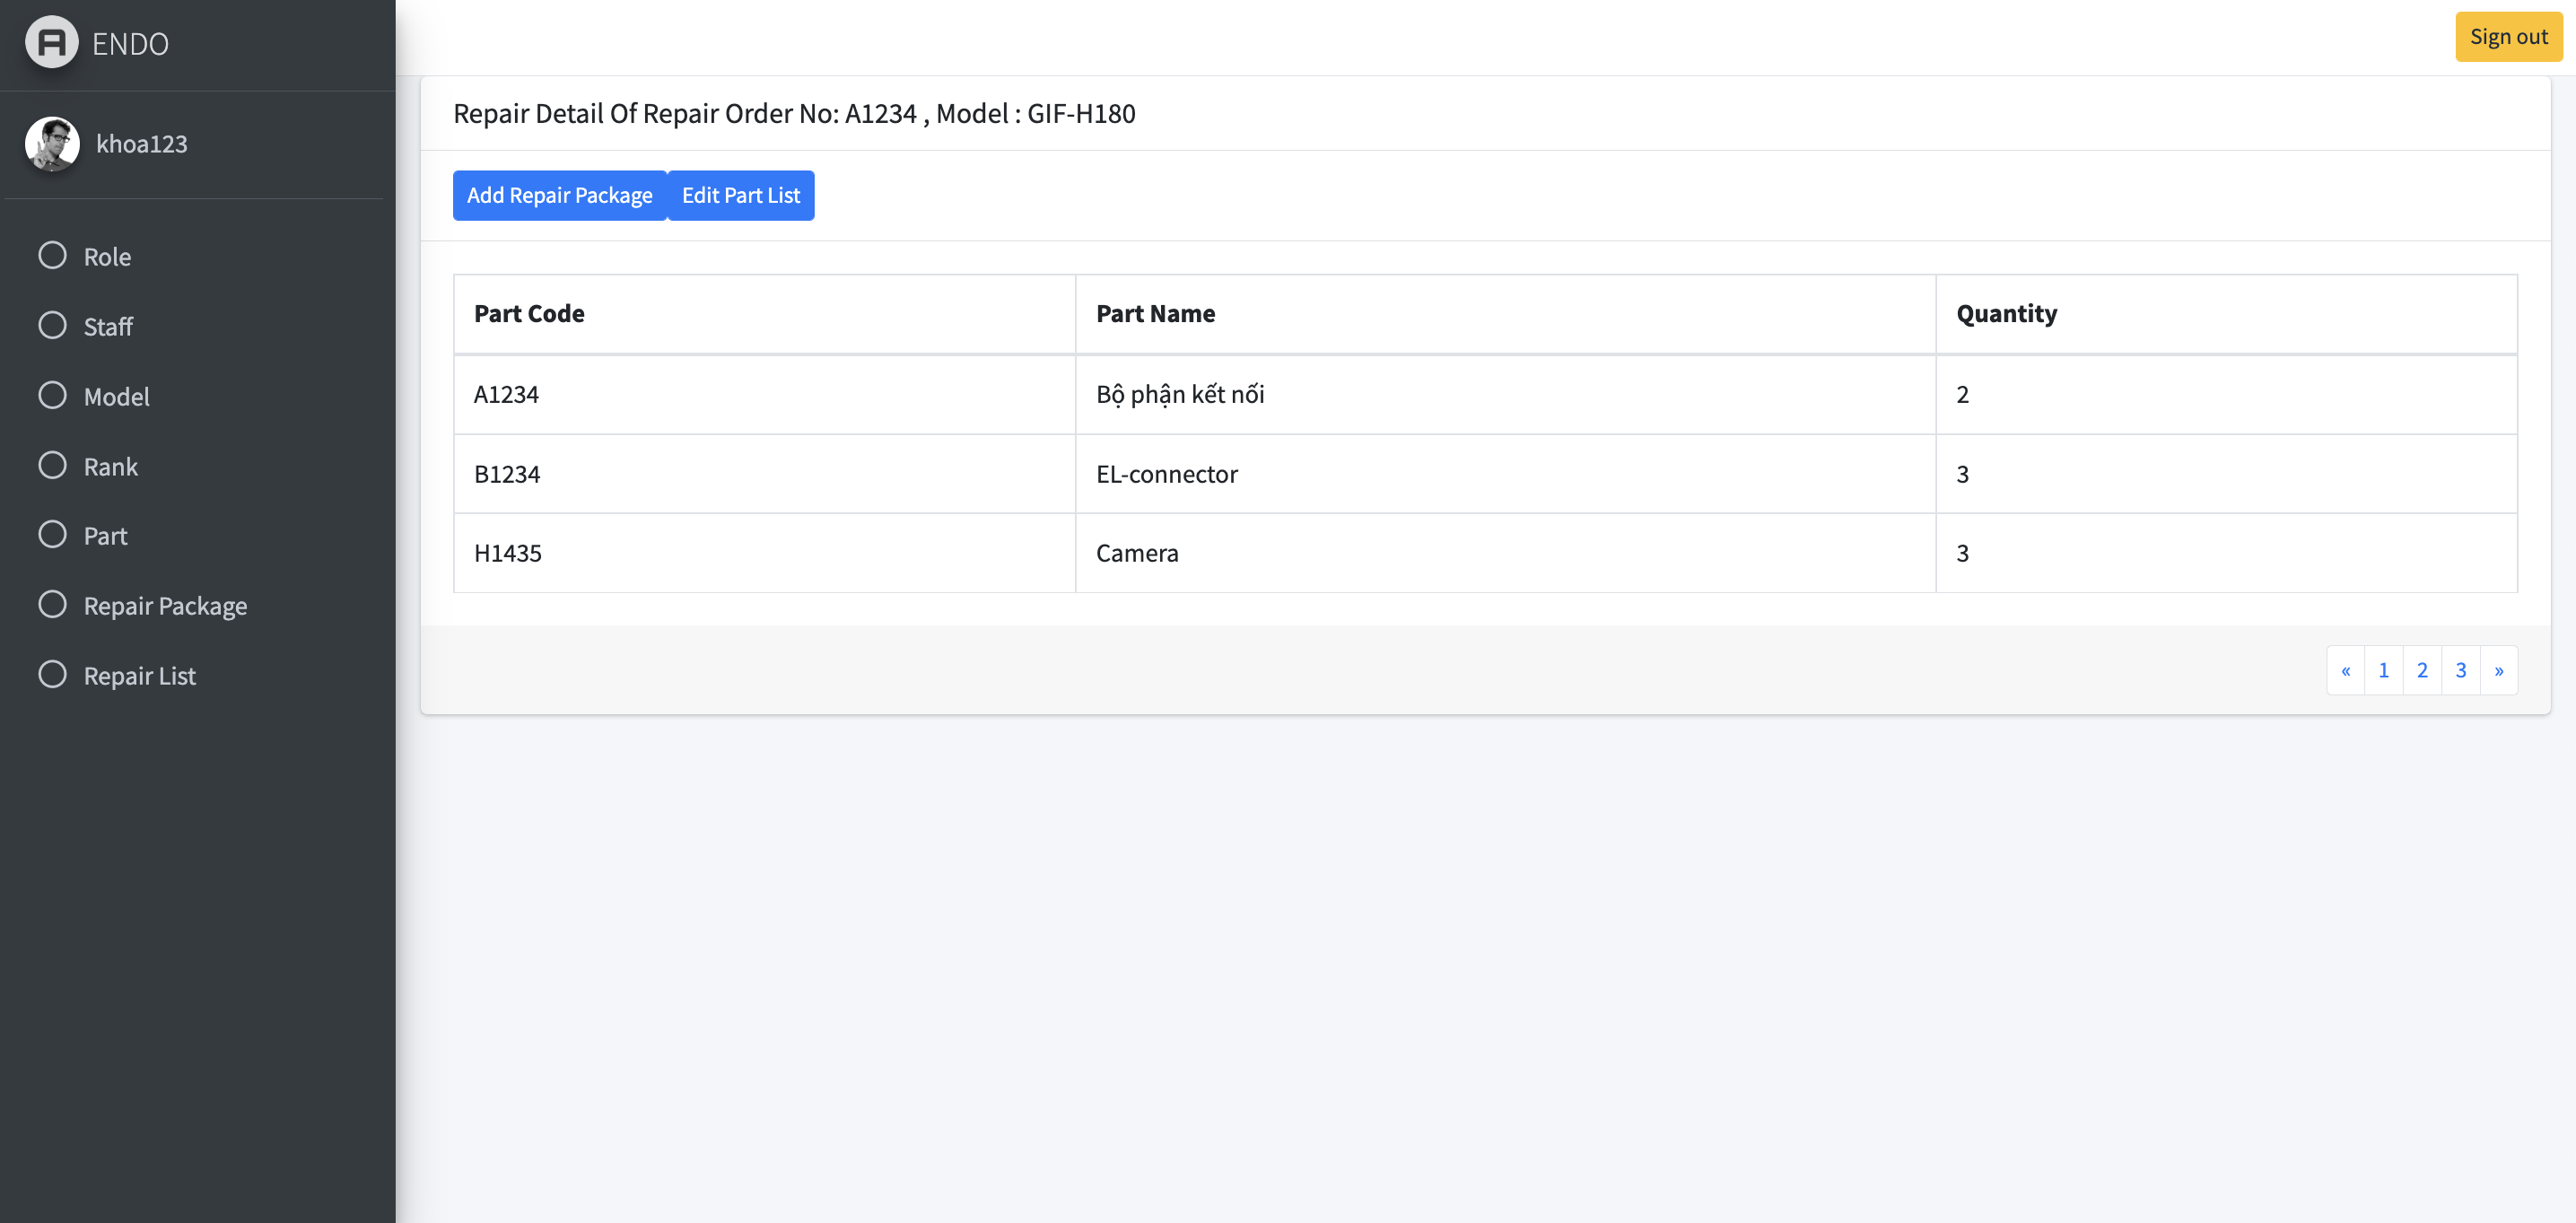 ENDO
Sign out
khoa123
Role
Staff
Model
Rank
Part
Repair Package
Repair List
Repair Detail Of Repair Order No: A1234 , Model : GIF-H180
Add Repair Package Edit Part List
Part Code Part Name Quantity
A1234 Bộ phận kết nối 2
B1234 EL-connector 3
H1435 Camera 3
« 1 2 3 »